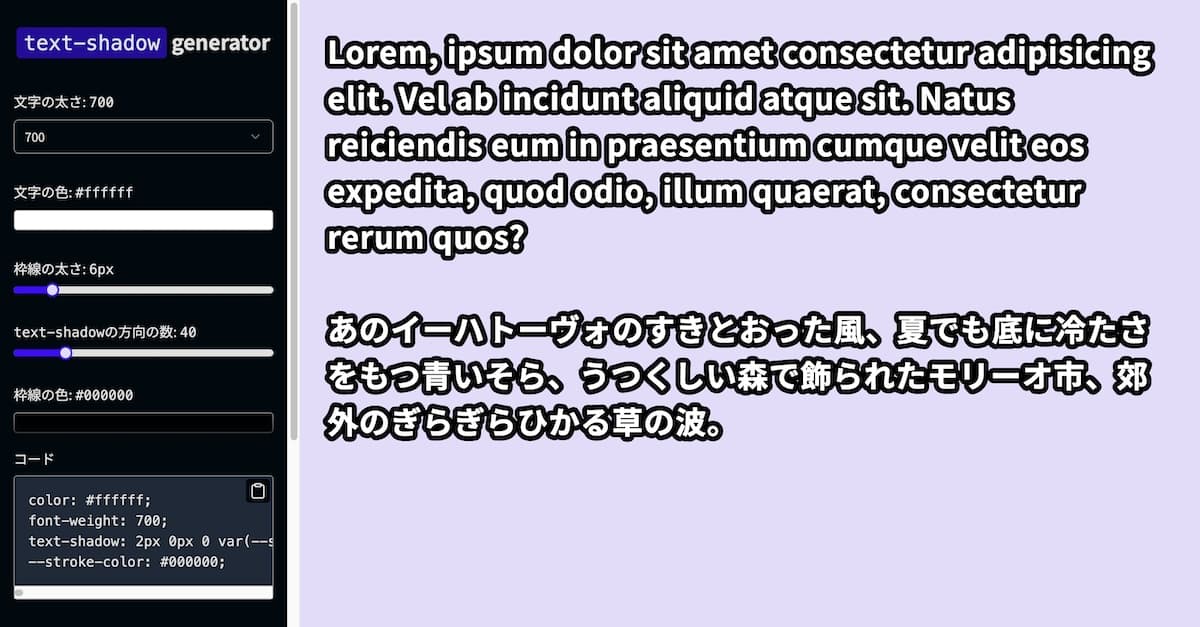 text-shadow generator
文字の太さ: 700
700
文字の色: #ffffff
枠線の太さ: 6px
text-shadowの方向の数: 40
枠線の色: #000000
コード
color: #ffffff;
font-weight: 700;
text-shadow: 2px 0px 0 var(--s
--stroke-color: #000000;
Lorem, ipsum dolor sit amet consectetur adipisicing
elit. Vel ab incidunt aliquid atque sit. Natus
reiciendis eum in praesentium cumque velit eos
expedita, quod odio, illum quaerat, consectetur
rerum quos?
あのイーハトーヴォのすきとおった風、夏でも底に冷たさ
をもつ青いそら、うつくしい森で飾られたモリーオ市、郊
外のぎらぎらひかる草の波。